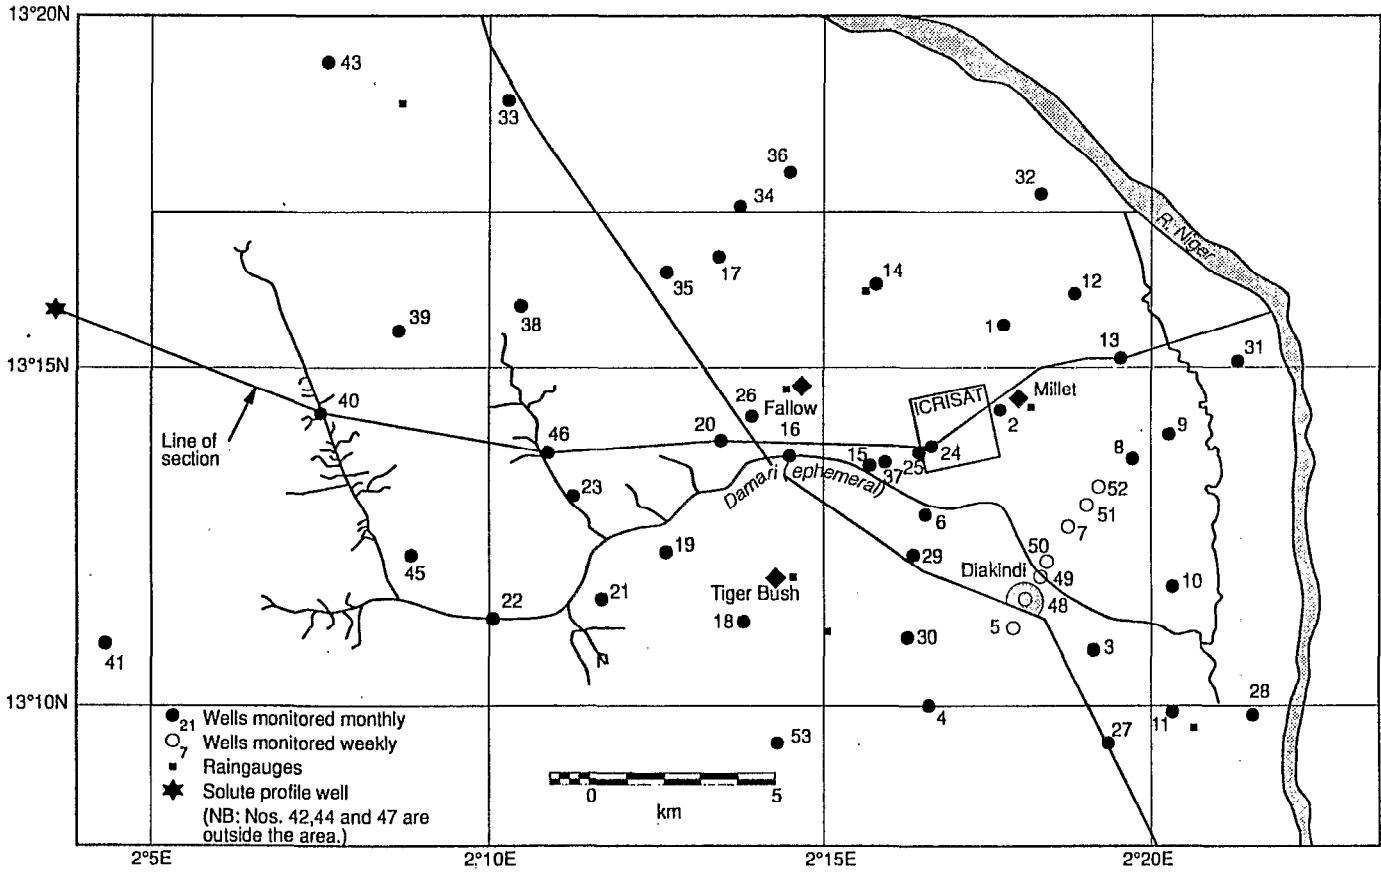 13°20N
43
33
36
34
32
R. Niger
17
35
14
12
39
38
1
13
31
13°15N
Millet
ICRISAT
26
Fallow
40
20
16
2
9
46
8
24
15
25
37
Line of
section
Damari (ephemeral)
52
23
51
6
7
50
19
29
Diakindi
49
45
Tiger Bush
10
21
48
22
18
5
30
3
41
13°10N
28
4
11
27
53
21 Wells monitored monthly
7 Wells monitored weekly
Raingauges
Solute profile well
(NB: Nos. 42,44 and 47 are
outside the area.)
0 5
km
2°5E
2°10E
2°15E
2°20E